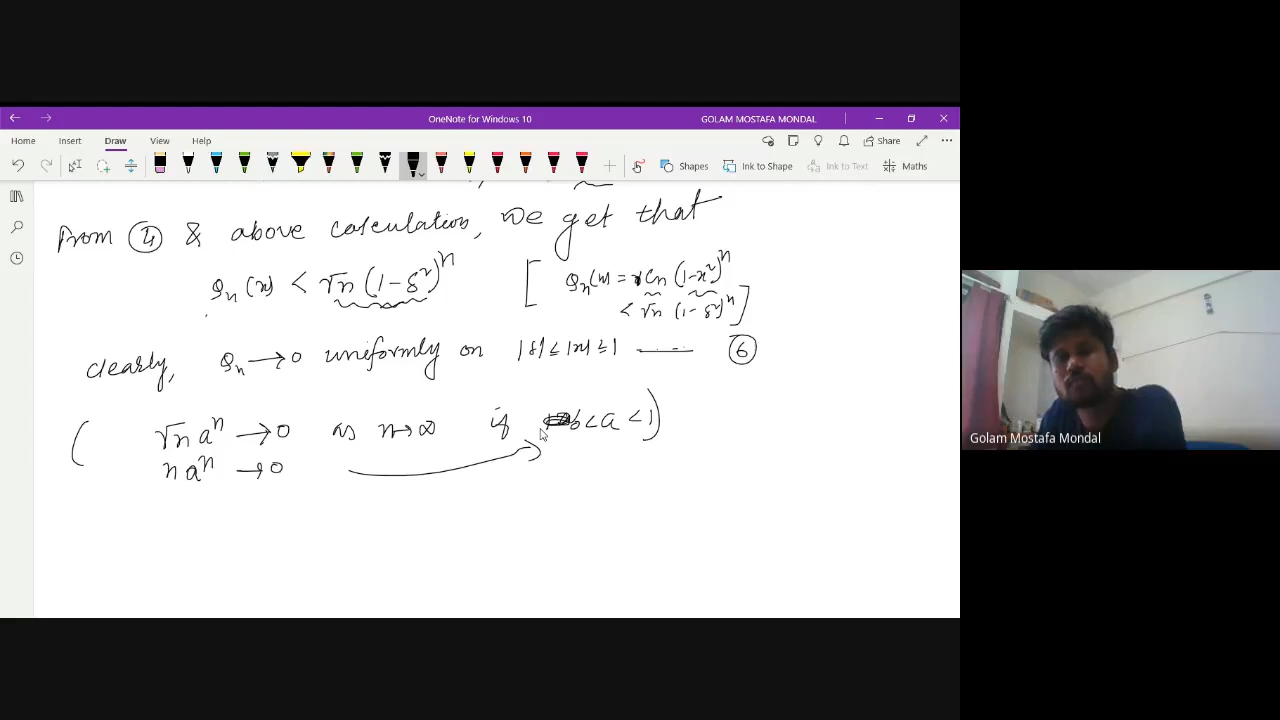 OneNote for Windows 10
GOLAM MOSTAFA MONDAL
Home Insert Draw View Help
Share
Shapes Ink to Shape Ink to Text Maths
From ④ & above calculation, we get that
Qₙ(x) < √n (1-δ²)ⁿ [ Qₙ(x) = Cₙ (1-x²)ⁿ
< √n (1-δ²)ⁿ ]
clearly, Qₙ → 0 uniformly on |δ| ≤ |x| ≤ 1 —— ⑥
( √n aⁿ → 0 as n→∞ if 0 < a < 1 )
n aⁿ → 0
Golam Mostafa Mondal